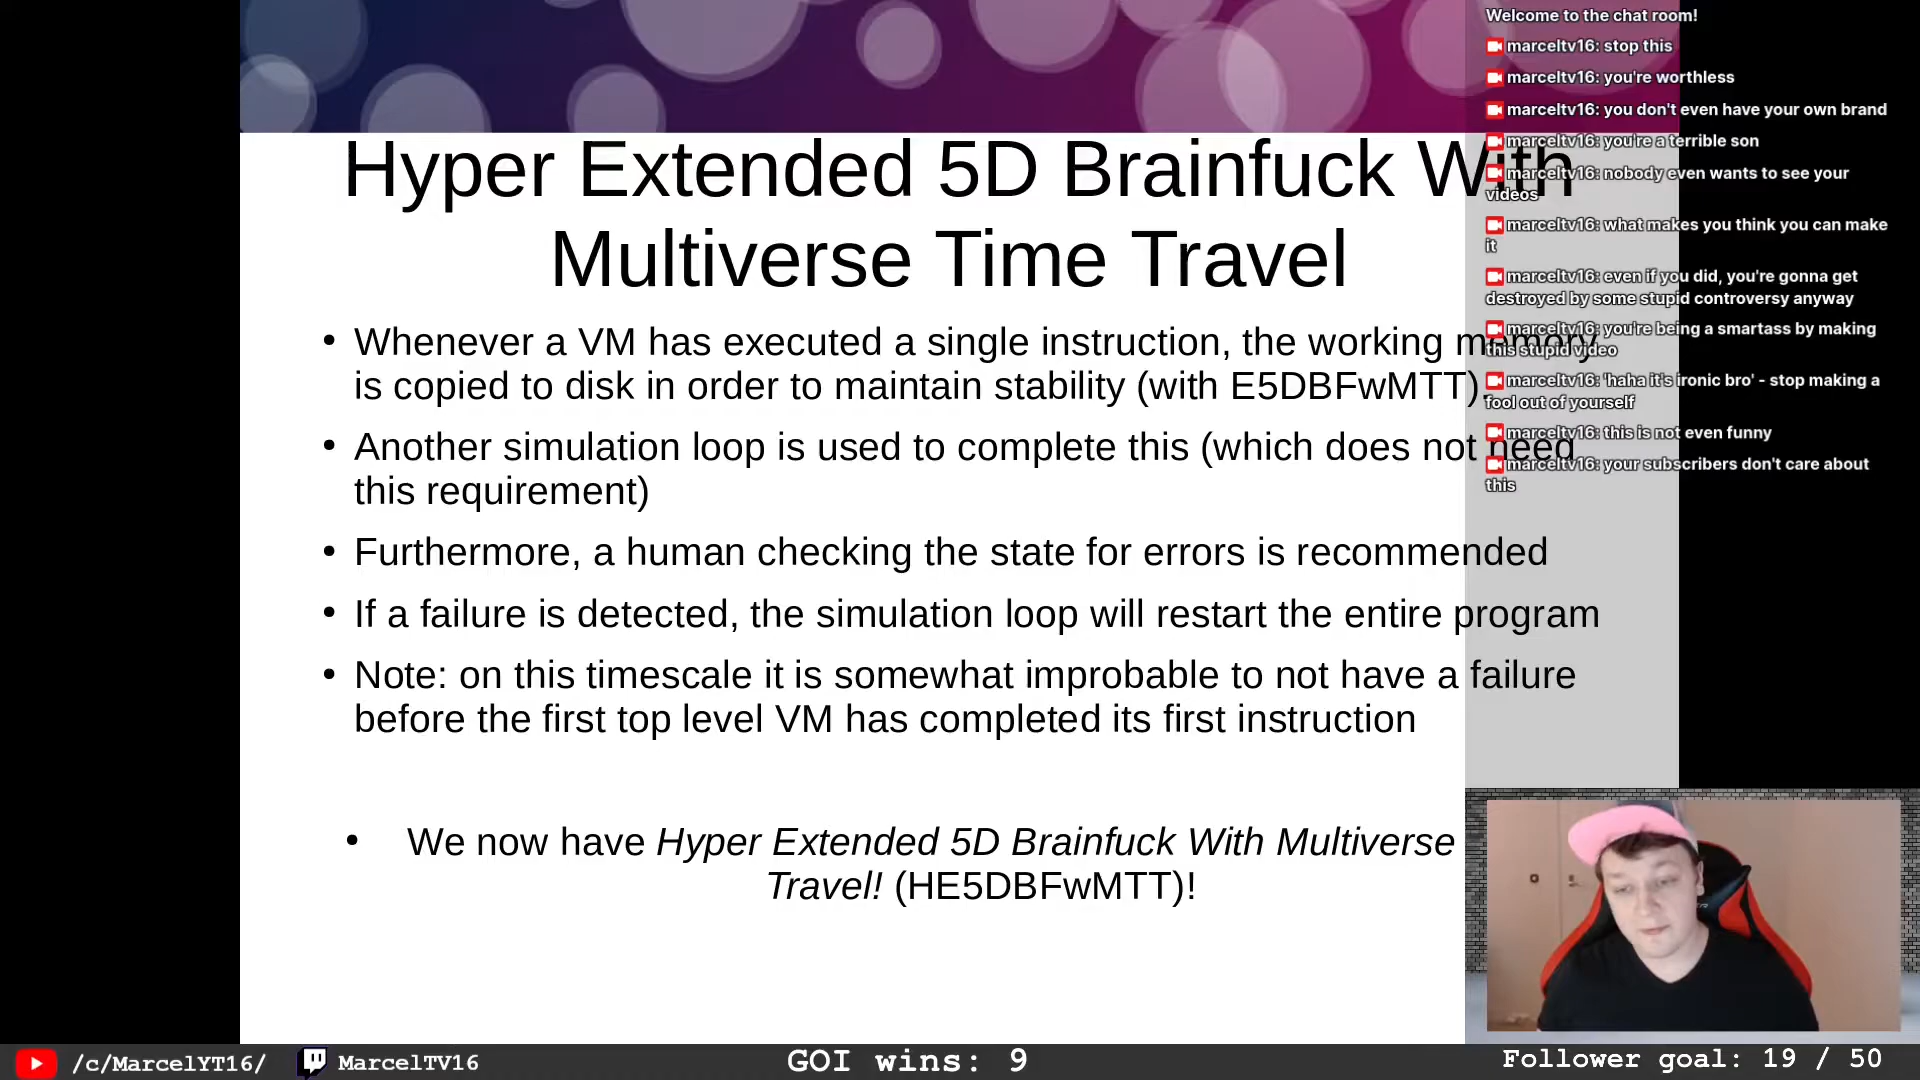 Hyper Extended 5D Brainfuck With
Multiverse Time Travel
• Whenever a VM has executed a single instruction, the working memory
is copied to disk in order to maintain stability (with E5DBFwMTT).
• Another simulation loop is used to complete this (which does not need
this requirement)
• Furthermore, a human checking the state for errors is recommended
• If a failure is detected, the simulation loop will restart the entire program
• Note: on this timescale it is somewhat improbable to not have a failure
before the first top level VM has completed its first instruction
• We now have Hyper Extended 5D Brainfuck With Multiverse
Travel! (HE5DBFwMTT)!
Welcome to the chat room!
marceltv16: stop this
marceltv16: you're worthless
marceltv16: you don't even have your own brand
marceltv16: you're a terrible son
marceltv16: nobody even wants to see your
videos
marceltv16: what makes you think you can make
it
marceltv16: even if you did, you're gonna get
destroyed by some stupid controversy anyway
marceltv16: you're being a smartass by making
this stupid video
marceltv16: 'haha it's ironic bro' - stop making a
fool out of yourself
marceltv16: this is not even funny
marceltv16: your subscribers don't care about
this
/c/MarcelYT16/
MarcelTV16
GOI wins: 9
Follower goal: 19 / 50